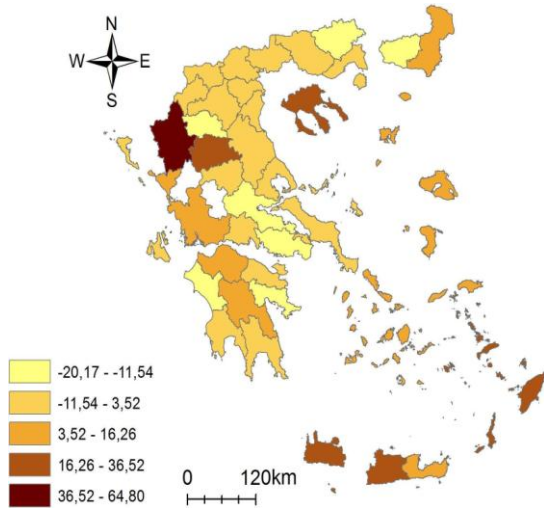 N
W E
S
-20,17 - -11,54
-11,54 - 3,52
3,52 - 16,26
16,26 - 36,52
36,52 - 64,80
0 120km